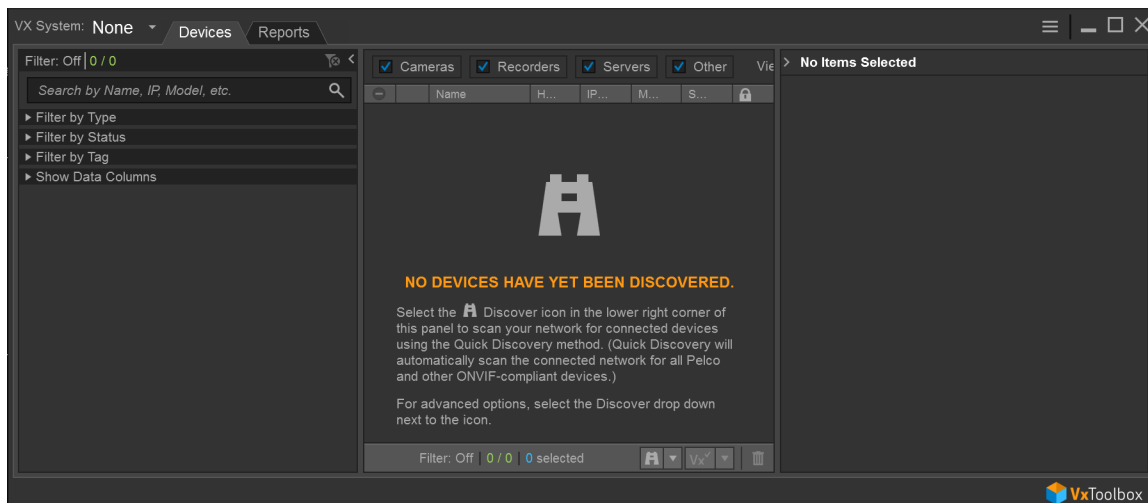 VX System: None
Devices
Reports
Filter: Off 0 / 0
Search by Name, IP, Model, etc.
Filter by Type
Filter by Status
Filter by Tag
Show Data Columns
Cameras
Recorders
Servers
Other
Vie
Name
H...
IP...
M...
S...
NO DEVICES HAVE YET BEEN DISCOVERED.
Select the Discover icon in the lower right corner of
this panel to scan your network for connected devices
using the Quick Discovery method. (Quick Discovery will
automatically scan the connected network for all Pelco
and other ONVIF-compliant devices.)
For advanced options, select the Discover drop down
next to the icon.
Filter: Off 0 / 0 0 selected
Vx
No Items Selected
VxToolbox